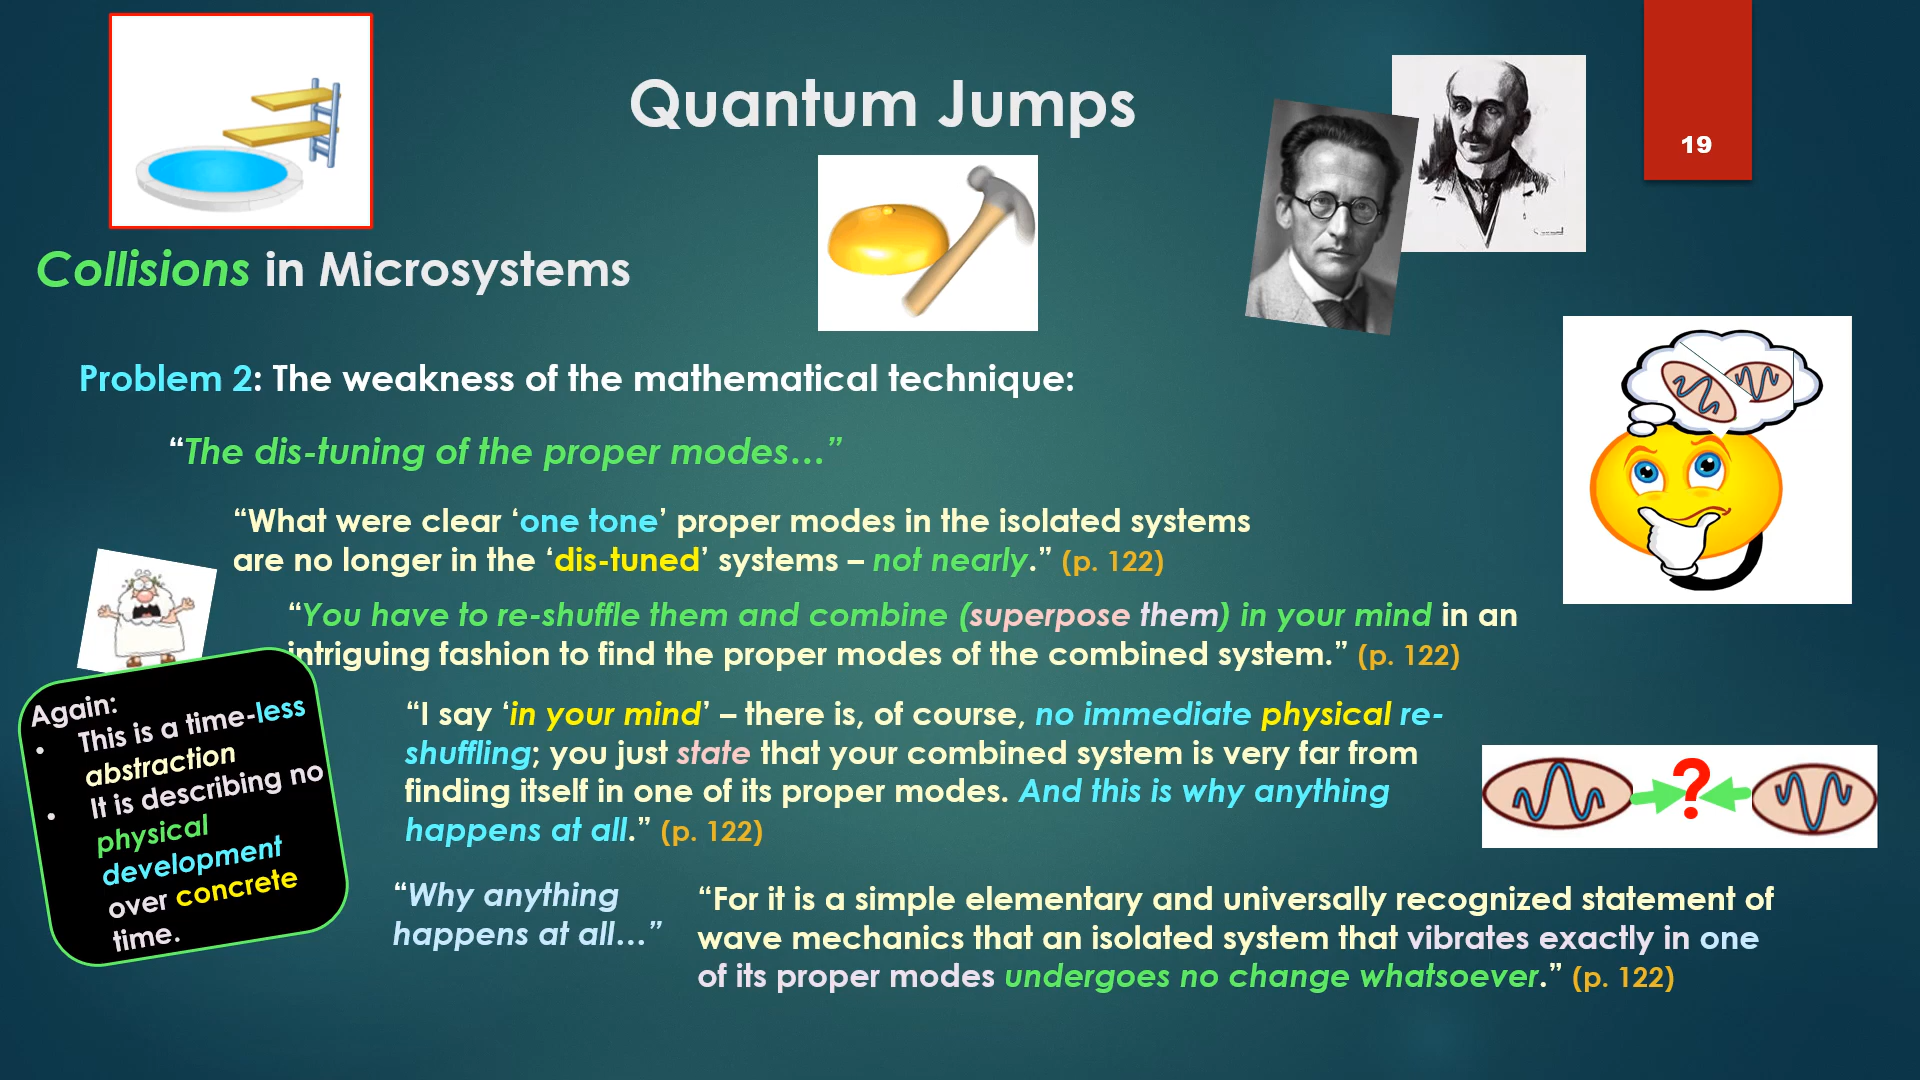 Quantum Jumps
19
Collisions in Microsystems
Problem 2: The weakness of the mathematical technique:
“The dis-tuning of the proper modes…”
“What were clear ‘one tone’ proper modes in the isolated systems
are no longer in the ‘dis-tuned’ systems – not nearly.” (p. 122)
“You have to re-shuffle them and combine (superpose them) in your mind in an
intriguing fashion to find the proper modes of the combined system.” (p. 122)
Again:
• This is a time-less
abstraction
• It is describing no
physical
development
over concrete
time.
“I say ‘in your mind’ – there is, of course, no immediate physical re-
shuffling; you just state that your combined system is very far from
finding itself in one of its proper modes. And this is why anything
happens at all.” (p. 122)
?
“Why anything
happens at all…”
“For it is a simple elementary and universally recognized statement of
wave mechanics that an isolated system that vibrates exactly in one
of its proper modes undergoes no change whatsoever.” (p. 122)